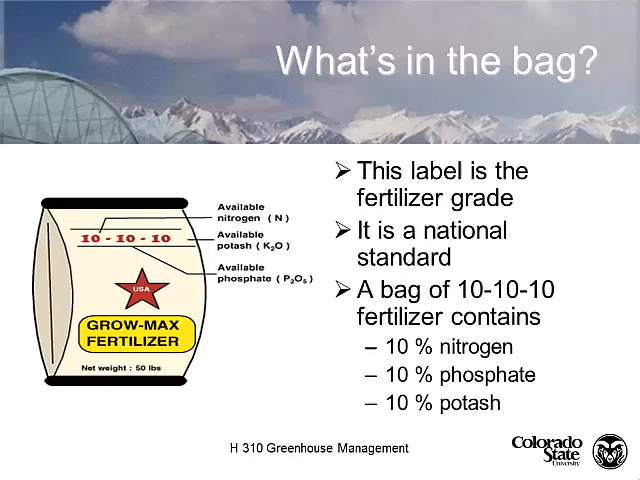 What's in the bag?
Available
nitrogen ( N )
Available
potash ( K₂O )
Available
phosphate ( P₂O₅ )
10 - 10 - 10
USA
GROW-MAX
FERTILIZER
Net weight : 50 lbs
➢ This label is the
fertilizer grade
➢ It is a national
standard
➢ A bag of 10-10-10
fertilizer contains
– 10 % nitrogen
– 10 % phosphate
– 10 % potash
H 310 Greenhouse Management
Colorado
State
University